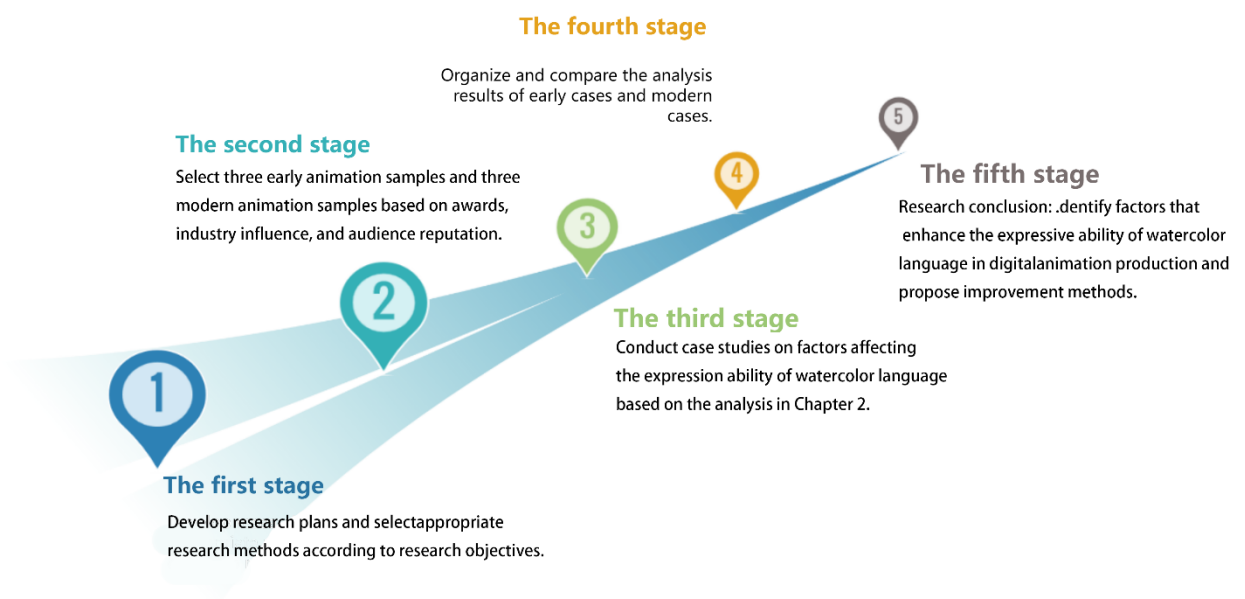 The fourth stage
Organize and compare the analysis
results of early cases and modern
cases.
5
The second stage
Select three early animation samples and three
modern animation samples based on awards,
industry influence, and audience reputation.
4
The fifth stage
Research conclusion: .dentify factors that
enhance the expressive ability of watercolor
language in digitalanimation production and
propose improvement methods.
3
2
The third stage
Conduct case studies on factors affecting
the expression ability of watercolor language
based on the analysis in Chapter 2.
1
The first stage
Develop research plans and selectappropriate
research methods according to research objectives.